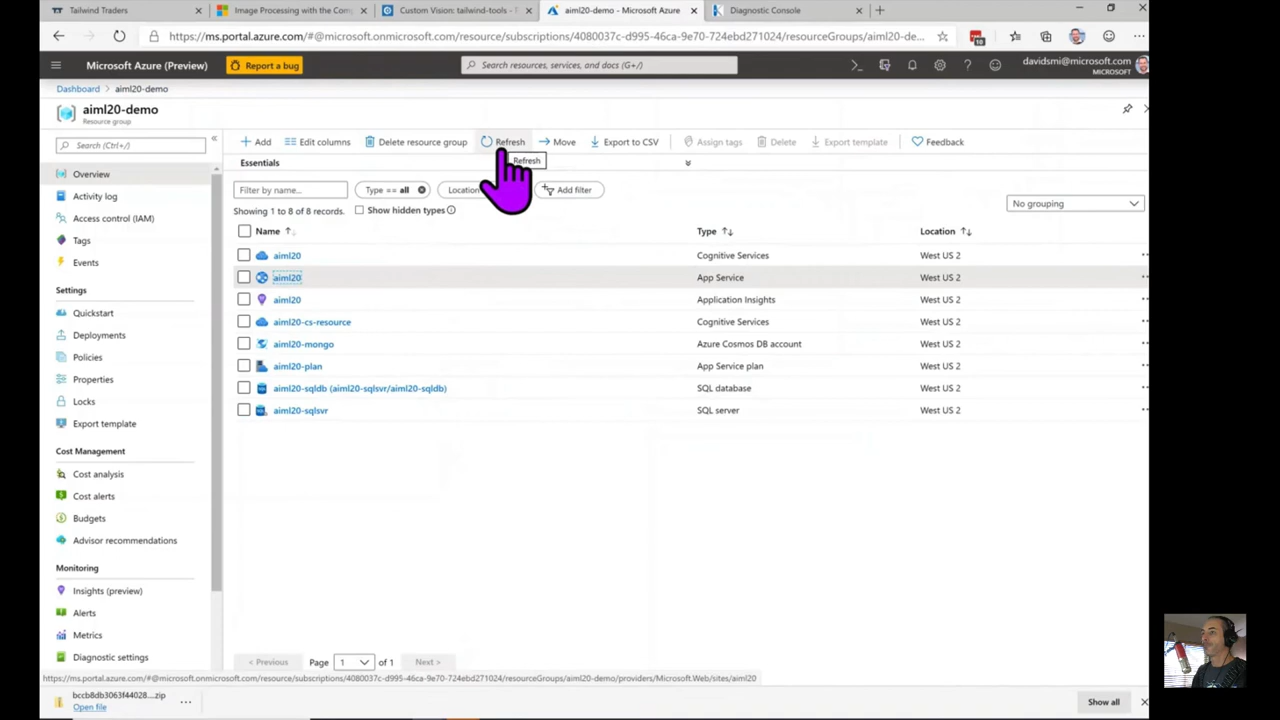 Tailwind Traders
Image Processing with the Com
Custom Vision: tailwind-tools - P
aiml20-demo - Microsoft Azure
Diagnostic Console
https://ms.portal.azure.com/#@microsoft.onmicrosoft.com/resource/subscriptions/4080037c-d995-46ca-9e70-724ebd271024/resourceGroups/aiml20-de...
Microsoft Azure (Preview)
Report a bug
Search resources, services, and docs (G+/)
davidsmi@microsoft.com
MICROSOFT
Dashboard > aiml20-demo
aiml20-demo
Resource group
Search (Ctrl+/)
Add
Edit columns
Delete resource group
Refresh
Move
Export to CSV
Assign tags
Delete
Export template
Feedback
Refresh
Essentials
Filter by name...
Type == all
Location
Add filter
Showing 1 to 8 of 8 records.
Show hidden types
No grouping
Name
Type
Location
aiml20 Cognitive Services West US 2
aiml20 App Service West US 2
aiml20 Application Insights West US 2
aiml20-cs-resource Cognitive Services West US 2
aiml20-mongo Azure Cosmos DB account West US 2
aiml20-plan App Service plan West US 2
aiml20-sqldb (aiml20-sqlsvr/aiml20-sqldb) SQL database West US 2
aiml20-sqlsvr SQL server West US 2
Overview
Activity log
Access control (IAM)
Tags
Events
Settings
Quickstart
Deployments
Policies
Properties
Locks
Export template
Cost Management
Cost analysis
Cost alerts
Budgets
Advisor recommendations
Monitoring
Insights (preview)
Alerts
Metrics
Diagnostic settings
< Previous
Page 1 of 1
Next >
https://ms.portal.azure.com/#@microsoft.onmicrosoft.com/resource/subscriptions/4080037c-d995-46ca-9e70-724ebd271024/resourceGroups/aiml20-demo/providers/Microsoft.Web/sites/aiml20
bccb8db3063f44028....zip
Open file
Show all